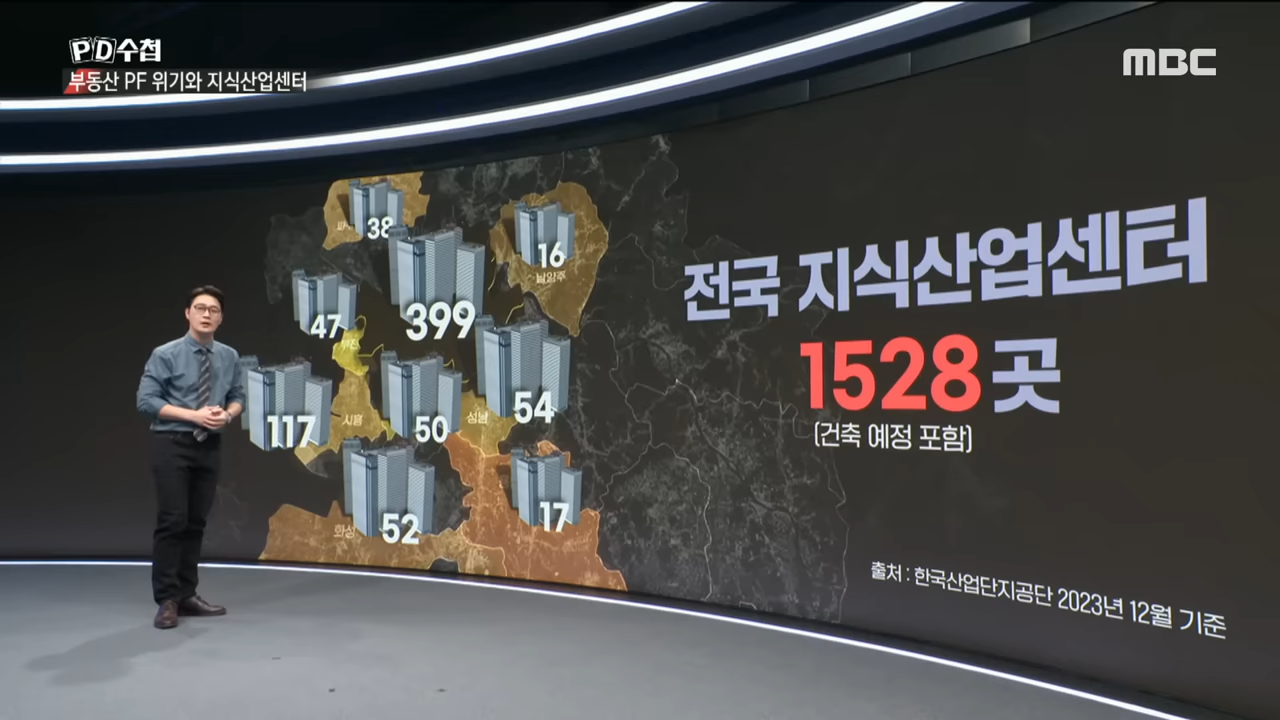 PD수첩
부동산 PF 위기와 지식산업센터
MBC
38
16
남양주
399
47
부천
54
117
시흥
50
성남
52
화성
17
전국 지식산업센터
1528곳
(건축 예정 포함)
출처 : 한국산업단지공단 2023년 12월 기준